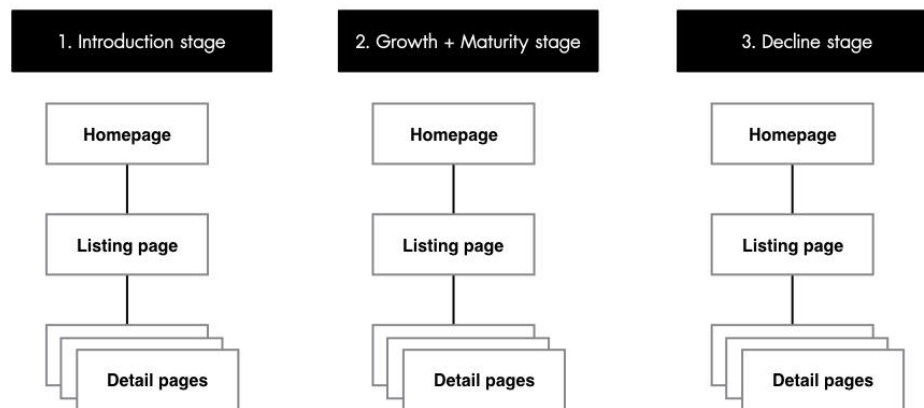 1. Introduction stage
2. Growth + Maturity stage
3. Decline stage
Homepage
Homepage
Homepage
Listing page
Listing page
Listing page
Detail pages
Detail pages
Detail pages